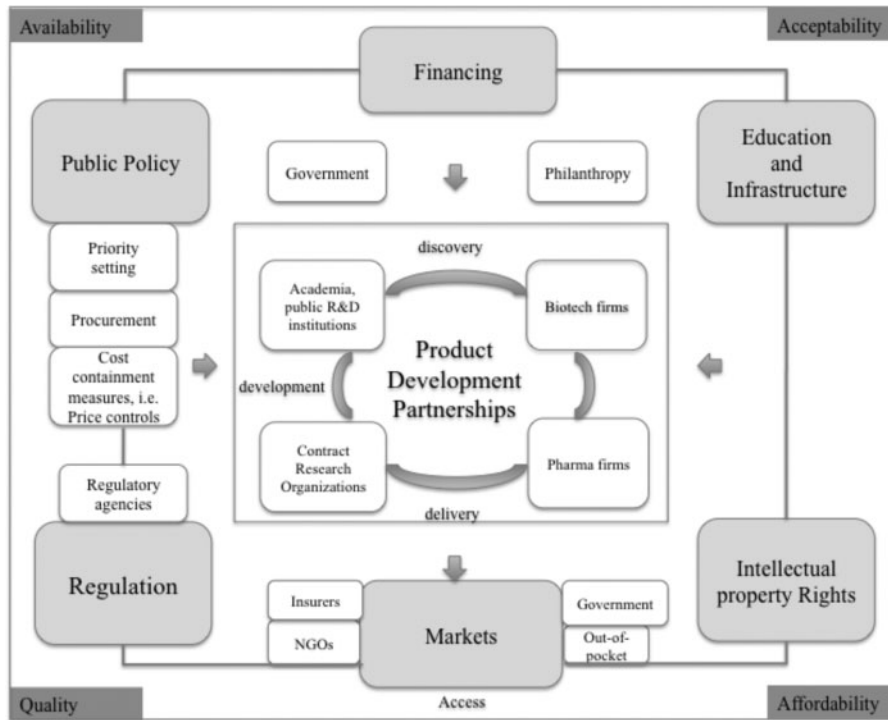 Availability
Acceptability
Financing
Public Policy
Education
and
Infrastructure
Government
Philanthropy
Priority
setting
Procurement
Cost
containment
measures, i.e.
Price controls
discovery
Academia,
public R&D
institutions
Biotech firms
Product
Development
Partnerships
development
Contract
Research
Organizations
Pharma firms
delivery
Regulatory
agencies
Regulation
Intellectual
property Rights
Insurers
NGOs
Markets
Government
Out-of-
pocket
Quality
Access
Affordability